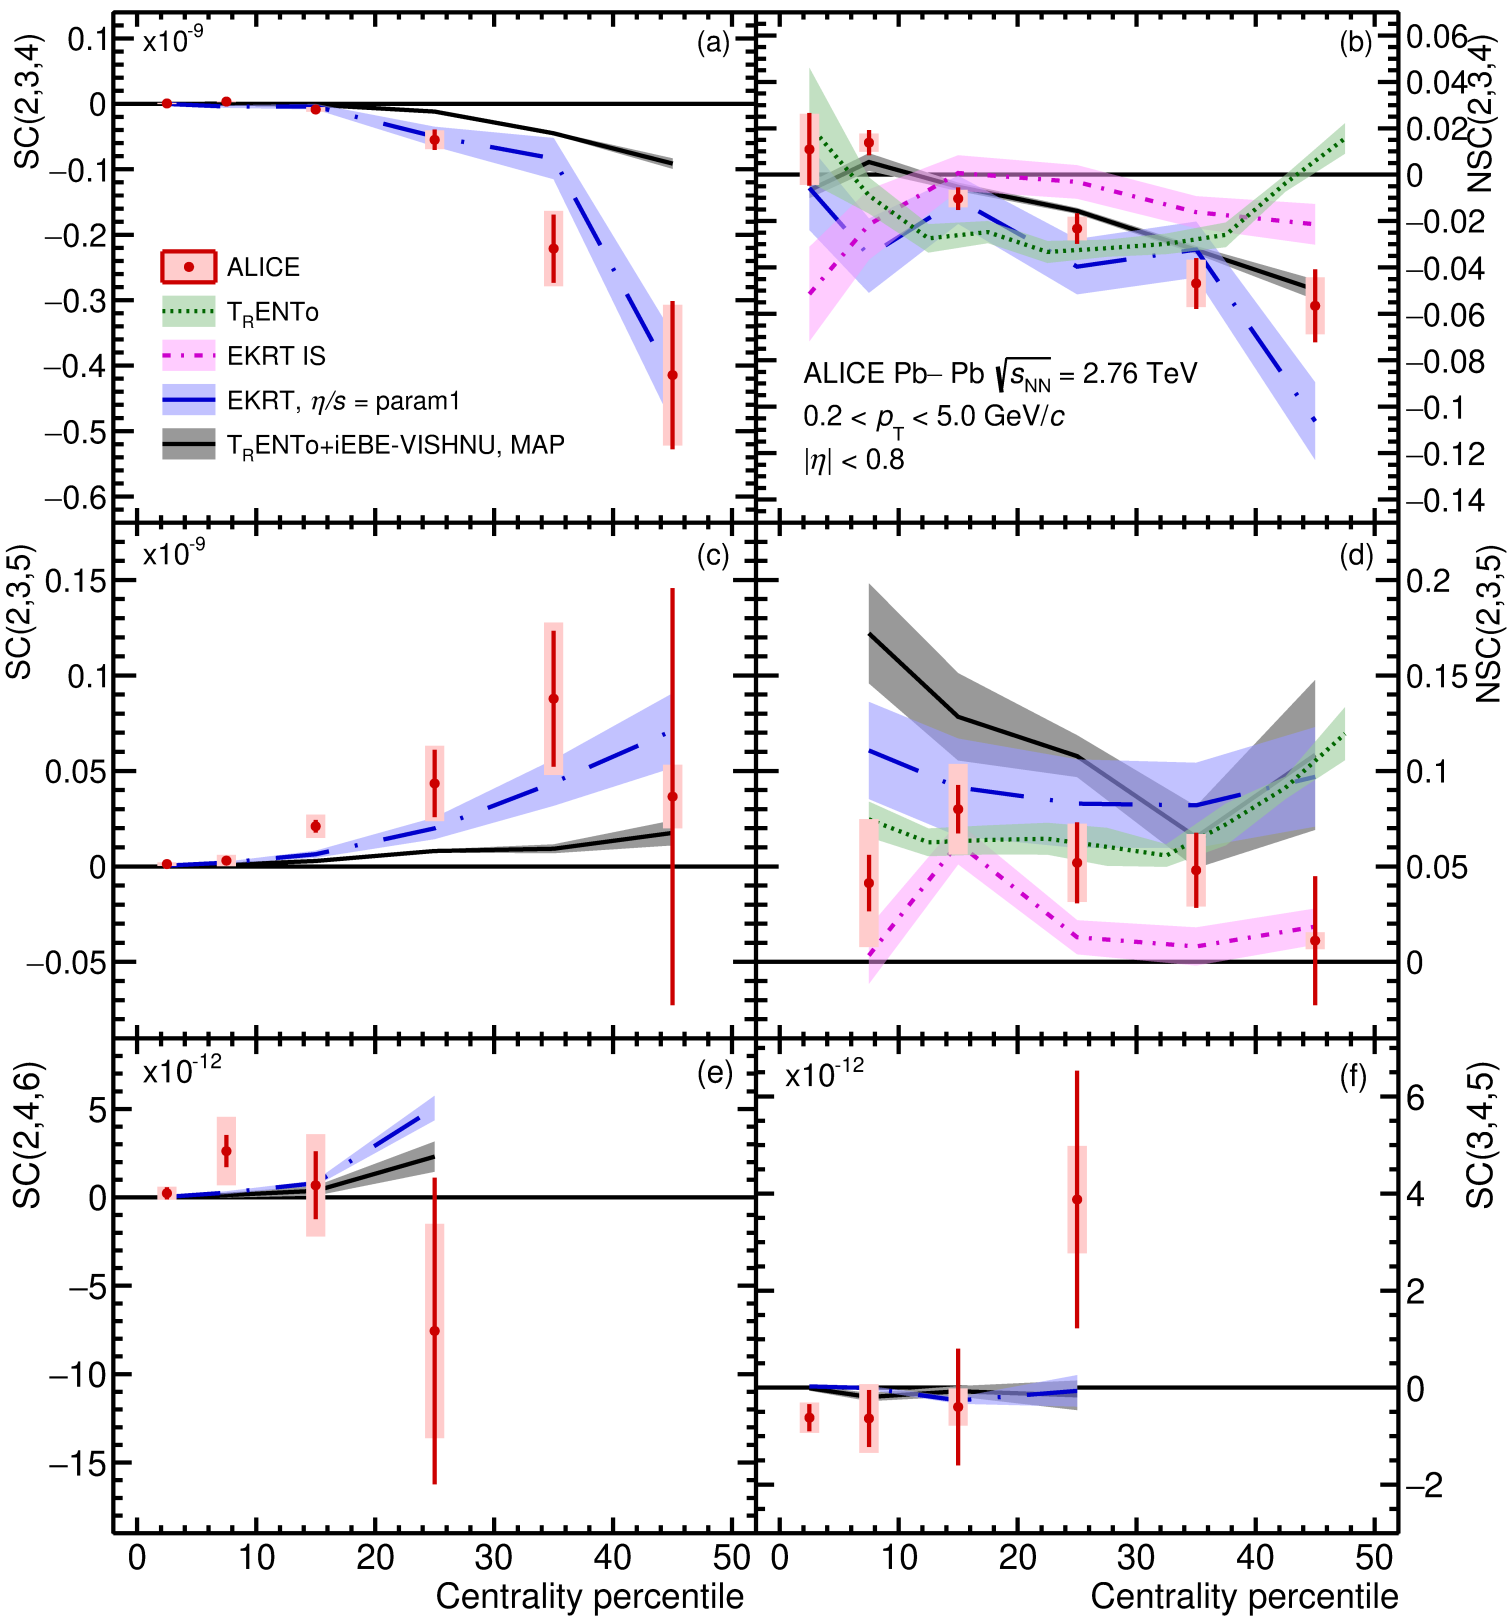 x10-9
(a)
0.1
0
−0.1
−0.2
−0.3
−0.4
−0.5
−0.6
SC(2,3,4)
ALICE
TRENTo
EKRT IS
EKRT, η/s = param1
TRENTo+iEBE-VISHNU, MAP
(b)
0.06
0.04
0.02
0
−0.02
−0.04
−0.06
−0.08
−0.1
−0.12
−0.14
NSC(2,3,4)
ALICE Pb− Pb √sNN = 2.76 TeV
0.2 < pT < 5.0 GeV/c
|η| < 0.8
x10-9
(c)
0.15
0.1
0.05
0
−0.05
SC(2,3,5)
(d)
0.2
0.15
0.1
0.05
0
NSC(2,3,5)
x10-12
(e)
5
0
−5
−10
−15
SC(2,4,6)
x10-12
(f)
6
4
2
0
−2
SC(3,4,5)
0 10 20 30 40 50
Centrality percentile
0 10 20 30 40 50
Centrality percentile